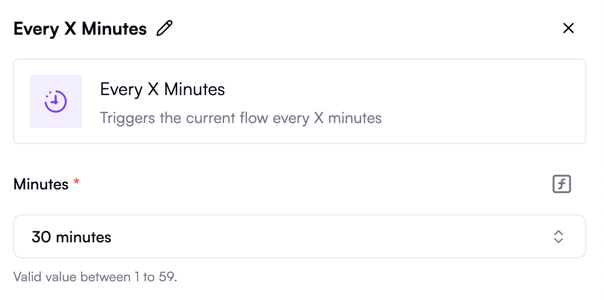 Every X Minutes
Every X Minutes
Triggers the current flow every X minutes
Minutes *
30 minutes
Valid value between 1 to 59.